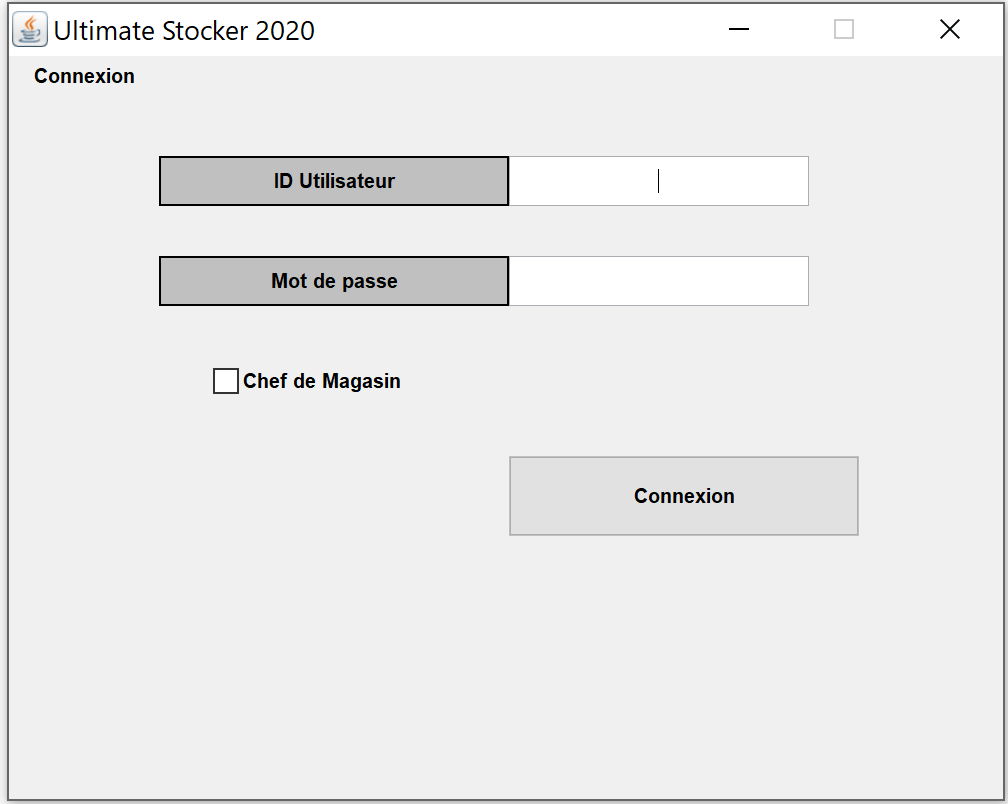 Ultimate Stocker 2020
Connexion
ID Utilisateur
Mot de passe
Chef de Magasin
Connexion